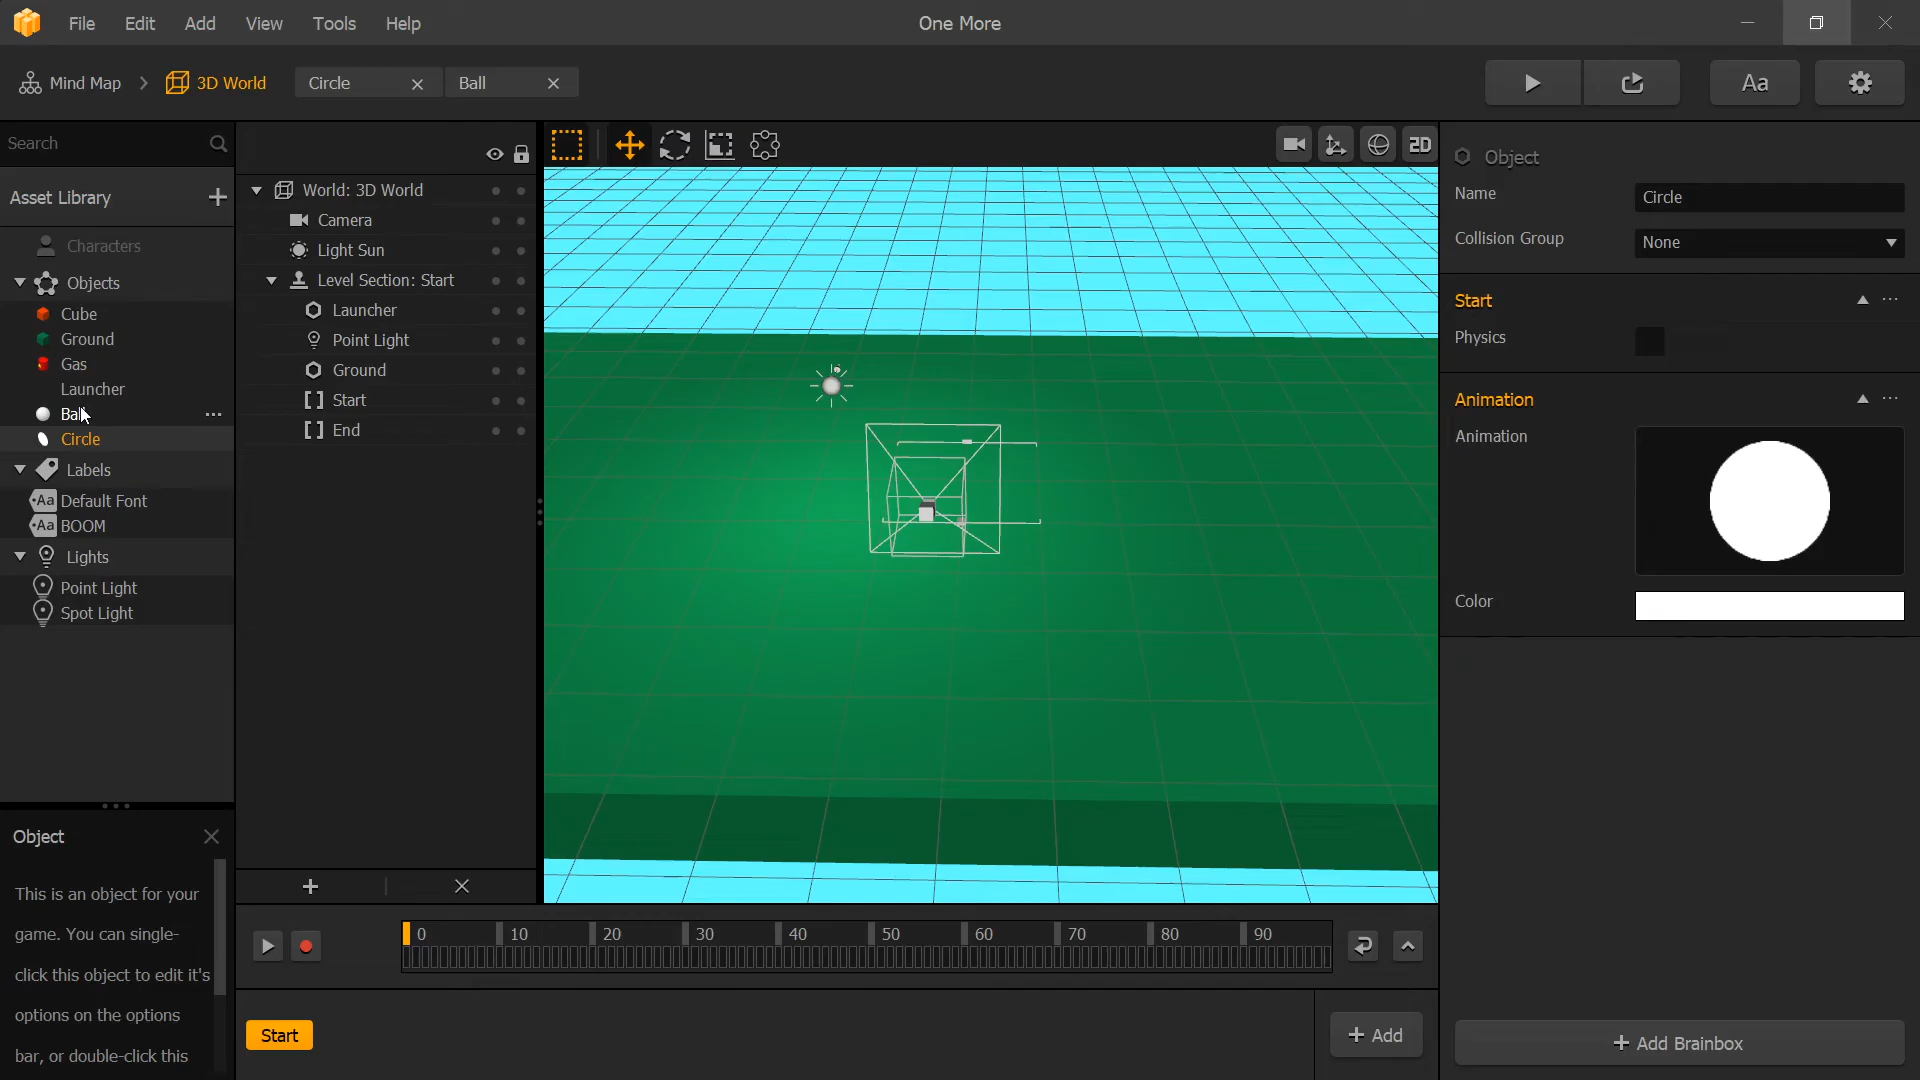 File Edit Add View Tools Help
One More
Mind Map
3D World
Circle
Ball
Aa
Search
Asset Library
Characters
Objects
Cube
Ground
Gas
Launcher
Circle
Labels
Aa Default Font
Aa BOOM
Lights
Point Light
Spot Light
World: 3D World
Camera
Light Sun
Level Section: Start
Launcher
Point Light
Ground
Start
End
2D
Object
Name
Circle
Collision Group
None
Start
Physics
Animation
Animation
Color
Add Brainbox
Object
This is an object for your
game. You can single-
click this object to edit it's
options on the options
bar, or double-click this
0 10 20 30 40 50 60 70 80 90
Start
Add